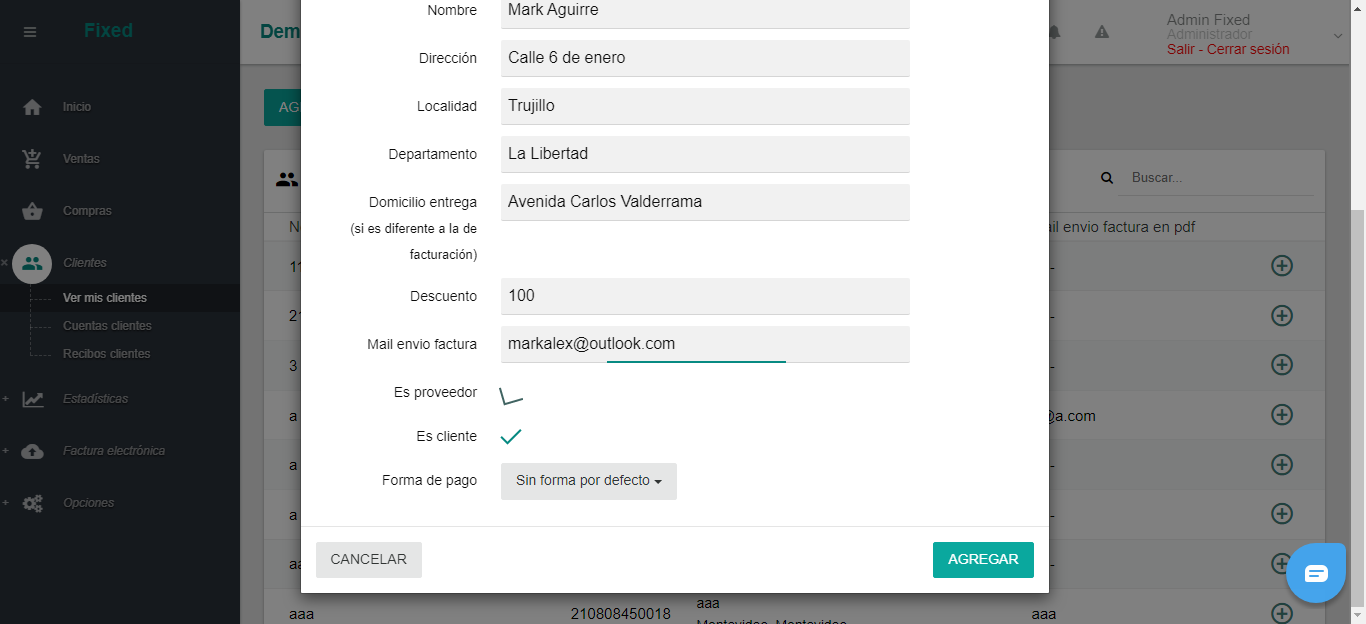 Fixed
Dem
Admin Fixed
Administrador
Salir - Cerrar sesión
Inicio
Ventas
Compras
Clientes
Ver mis clientes
Cuentas clientes
Recibos clientes
Estadísticas
Factura electrónica
Opciones
AG
Buscar...
Nombre
Mark Aguirre
Dirección
Calle 6 de enero
Localidad
Trujillo
Departamento
La Libertad
Domicilio entrega
(si es diferente a la de
facturación)
Avenida Carlos Valderrama
Descuento
100
Mail envio factura
markalex@outlook.com
Es proveedor
Es cliente
Forma de pago
Sin forma por defecto
CANCELAR
AGREGAR
N
ail envio factura en pdf
11
-
21
-
3
-
a
@a.com
a
-
a
-
aa
-
aaa
210808450018
aaa
Montevideo, Montevideo
aaa